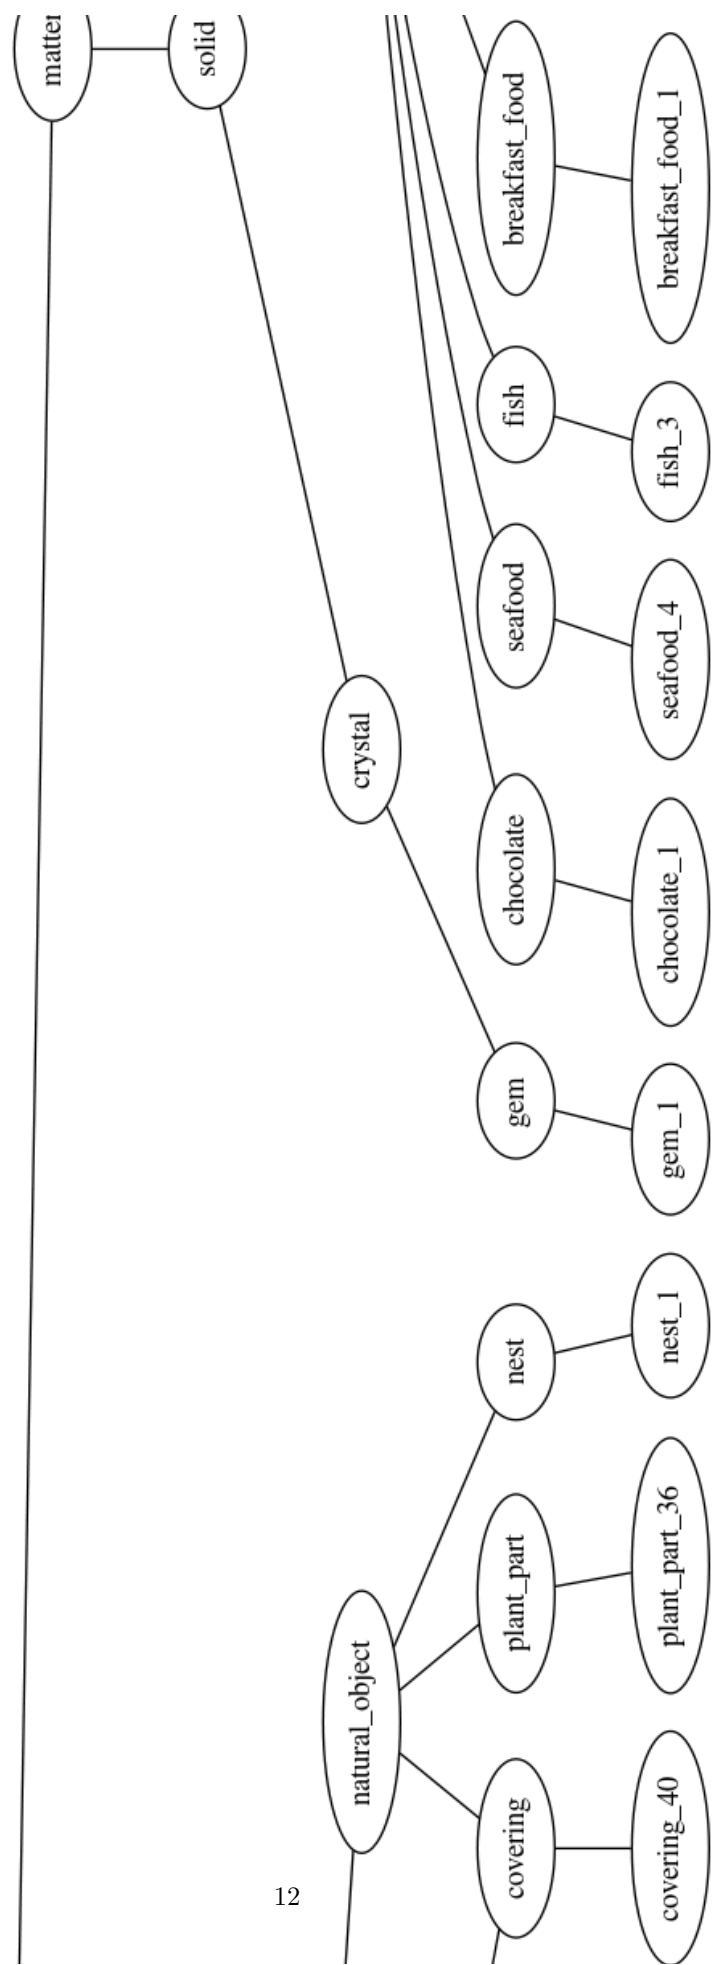 matter
solid
breakfast_food
breakfast_food_1
fish
fish_3
seafood
seafood_4
crystal
chocolate
chocolate_1
gem
gem_1
nest
nest_1
plant_part
plant_part_36
natural_object
covering
covering_40
12